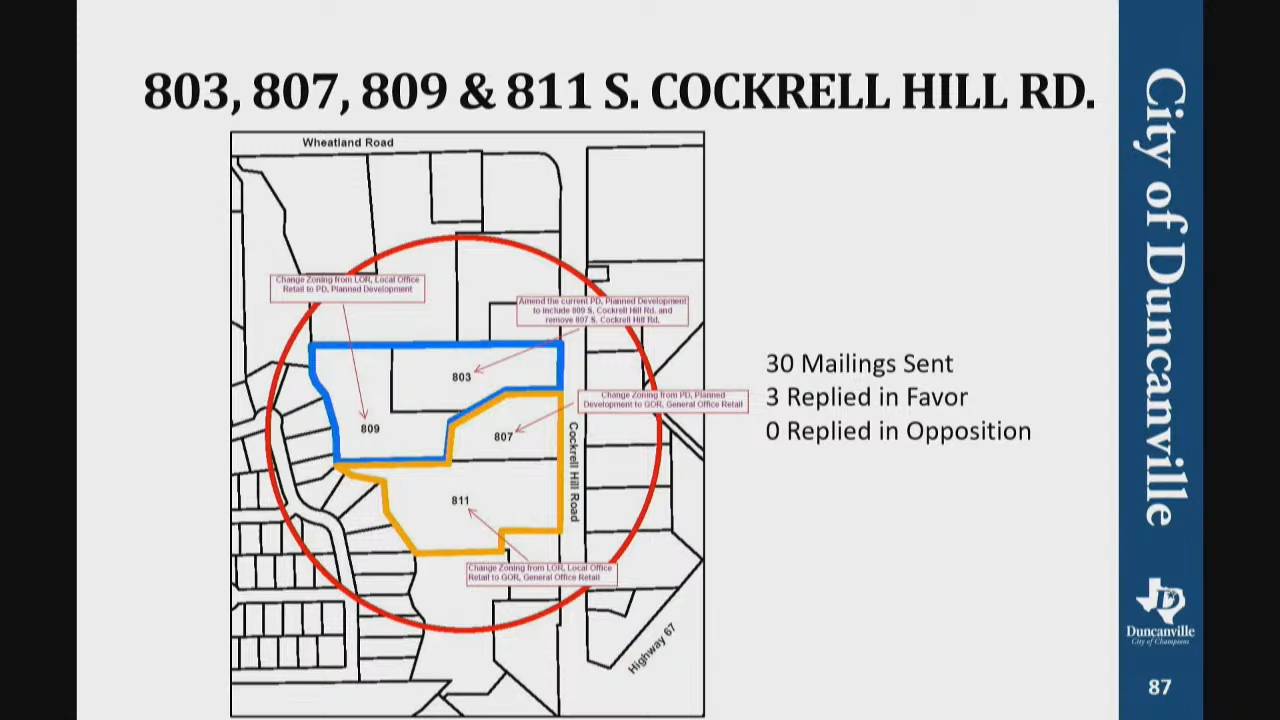 803, 807, 809 & 811 S. COCKRELL HILL RD.
Wheatland Road
Change Zoning from LOR, Local Office
Retail to PD, Planned Development
Amend the current PD, Planned Development
to include 809 S. Cockrell Hill Rd. and
remove 807 S. Cockrell Hill Rd.
803
Change Zoning from PD, Planned
Development to GOR, General Office Retail
809
807
Cockrell Hill Road
811
Change Zoning from LOR, Local Office
Retail to GOR, General Office Retail
Highway 67
30 Mailings Sent
3 Replied in Favor
0 Replied in Opposition
City of Duncanville
D
Duncanville
City of Champions
87